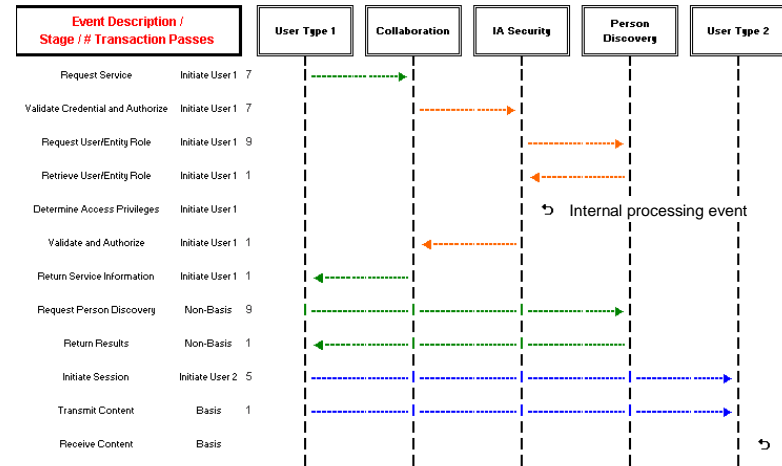 Event Description /
Stage / # Transaction Passes
User Type 1
Collaboration
IA Security
Person
Discovery
User Type 2
Request Service Initiate User 1 7
Validate Credential and Authorize Initiate User 1 7
Request User/Entity Role Initiate User 1 9
Retrieve User/Entity Role Initiate User 1 1
Determine Access Privileges Initiate User 1
Internal processing event
Validate and Authorize Initiate User 1 1
Return Service Information Initiate User 1 1
Request Person Discovery Non-Basis 9
Return Results Non-Basis 1
Initiate Session Initiate User 2 5
Transmit Content Basis 1
Receive Content Basis